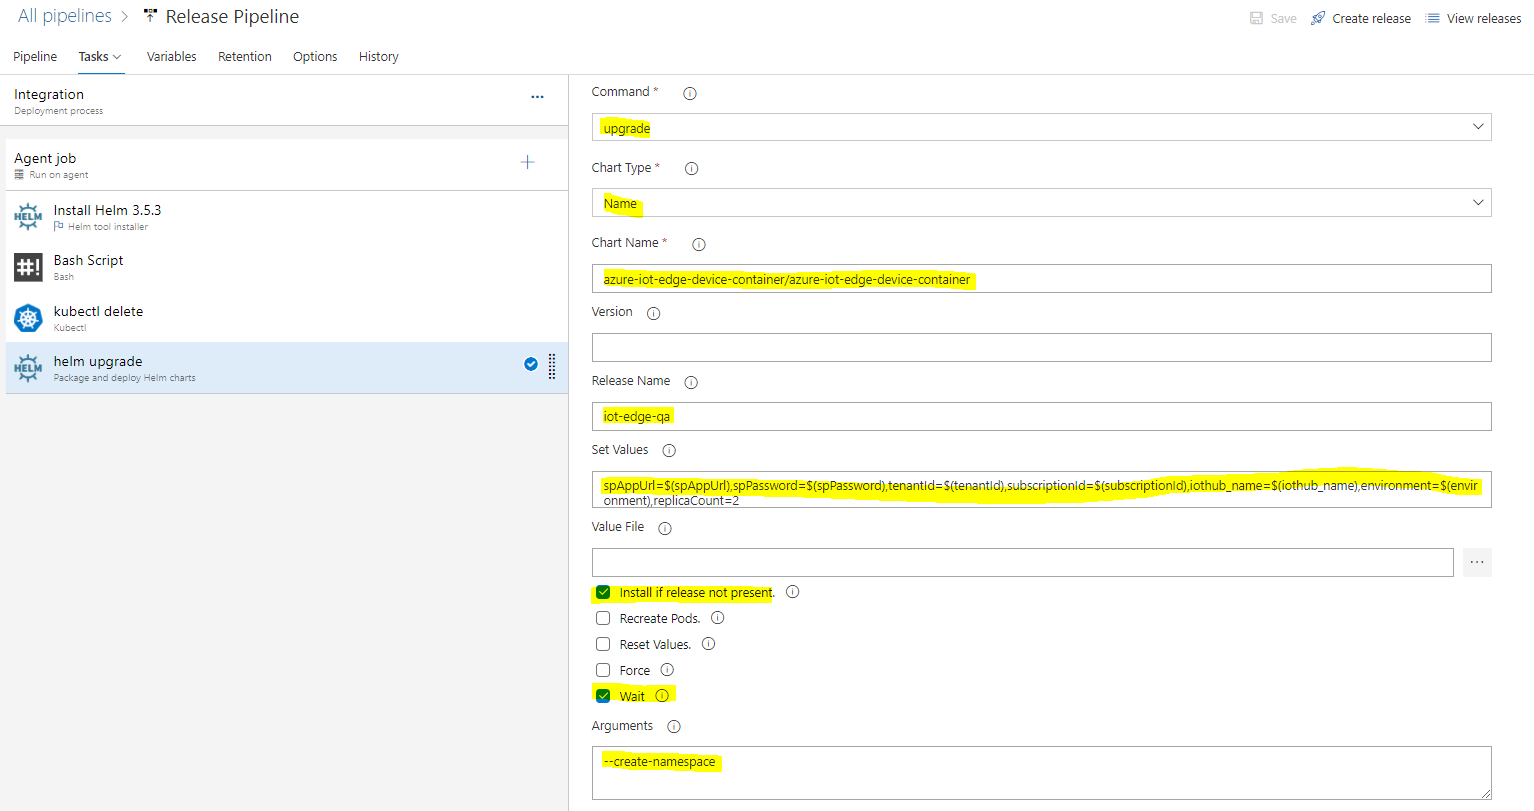 All pipelines > Release Pipeline
Save Create release View releases
Pipeline Tasks Variables Retention Options History
Integration
Deployment process
Agent job
Run on agent
HELM
Install Helm 3.5.3
Helm tool installer
#!
Bash Script
Bash
kubectl delete
Kubectl
HELM
helm upgrade
Package and deploy Helm charts
Command *
upgrade
Chart Type *
Name
Chart Name *
azure-iot-edge-device-container/azure-iot-edge-device-container
Version
Release Name
iot-edge-qa
Set Values
spAppUrl=$(spAppUrl),spPassword=$(spPassword),tenantId=$(tenantId),subscriptionId=$(subscriptionId),iothub_name=$(iothub_name),environment=$(envir
onment),replicaCount=2
Value File
...
Install if release not present.
Recreate Pods.
Reset Values.
Force
Wait
Arguments
--create-namespace